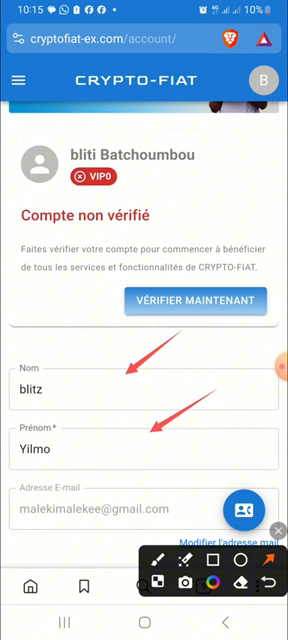 10:15
4G
10%
cryptofiat-ex.com/account/
CRYPTO-FIAT
B
bliti Batchoumbou
VIP0
Compte non vérifié
Faites vérifier votre compte pour commencer à bénéficier
de tous les services et fonctionnalités de CRYPTO-FIAT.
VÉRIFIER MAINTENANT
Nom
blitz
Prénom*
Yilmo
Adresse E-mail
malekimalekee@gmail.com
Modifier l'adresse mail